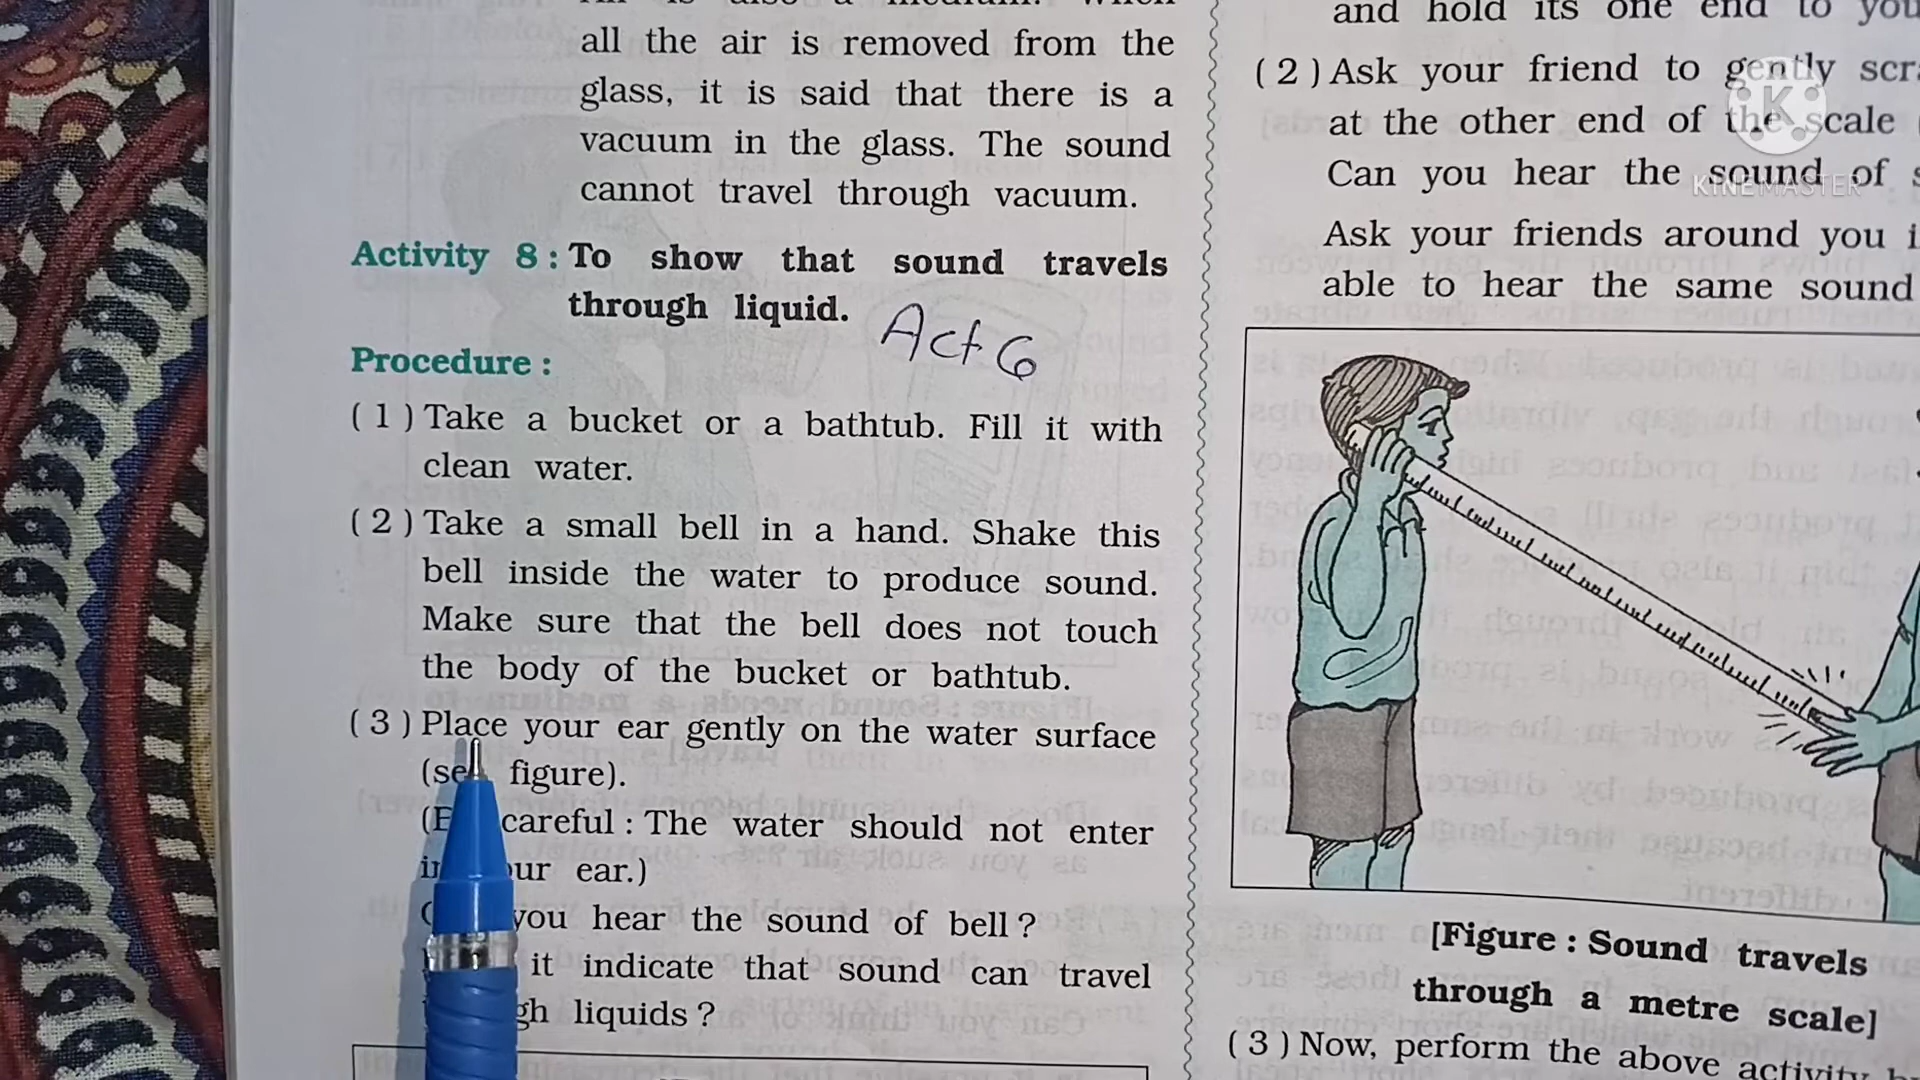 all the air is removed from the
glass, it is said that there is a
vacuum in the glass. The sound
cannot travel through vacuum.
Activity 8 : To show that sound travels
through liquid.
Act 6
Procedure :
( 1 ) Take a bucket or a bathtub. Fill it with
clean water.
( 2 ) Take a small bell in a hand. Shake this
bell inside the water to produce sound.
Make sure that the bell does not touch
the body of the bucket or bathtub.
( 3 ) Place your ear gently on the water surface
figure).
careful : The water should not enter
ear.)
you hear the sound of bell ?
it indicate that sound can travel
liquids ?
and hold its one end to
( 2 ) Ask your friend to gently
at the other end of the scale
Can you hear the sound of
Ask your friends around you
able to hear the same sound
[Figure : Sound travels
through a metre scale]
( 3 ) Now, perform the above activity
KINEMASTER